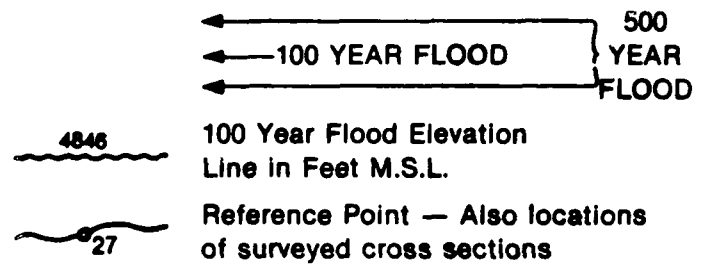 500
100 YEAR FLOOD YEAR
FLOOD
4846 100 Year Flood Elevation
Line in Feet M.S.L.
Reference Point — Also locations
27 of surveyed cross sections